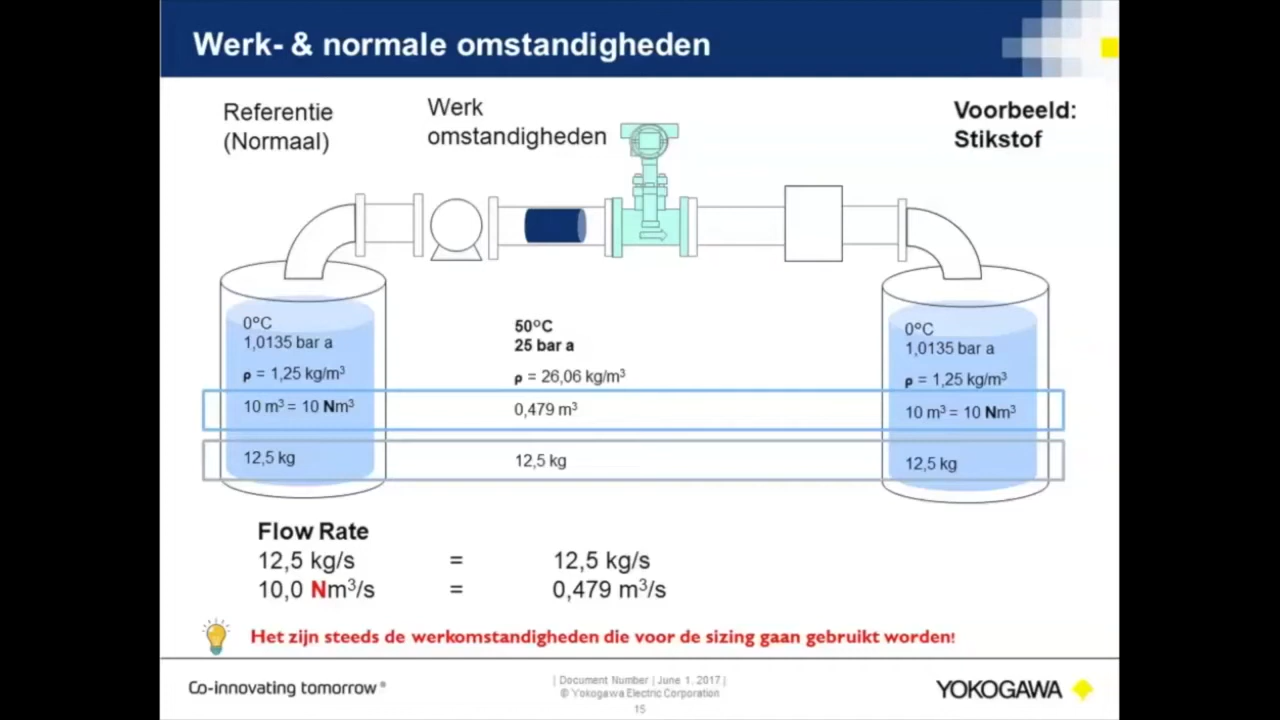 Werk- & normale omstandigheden
Referentie
(Normaal)
Werk
omstandigheden
Voorbeeld:
Stikstof
0°C
1,0135 bar a
ρ = 1,25 kg/m³
10 m³ = 10 Nm³
12,5 kg
50°C
25 bar a
ρ = 26,06 kg/m³
0,479 m³
12,5 kg
0°C
1,0135 bar a
ρ = 1,25 kg/m³
10 m³ = 10 Nm³
12,5 kg
Flow Rate
12,5 kg/s = 12,5 kg/s
10,0 Nm³/s = 0,479 m³/s
Het zijn steeds de werkomstandigheden die voor de sizing gaan gebruikt worden!
Co-innovating tomorrow®
| Document Number | June 1, 2017 |
© Yokogawa Electric Corporation
15
YOKOGAWA